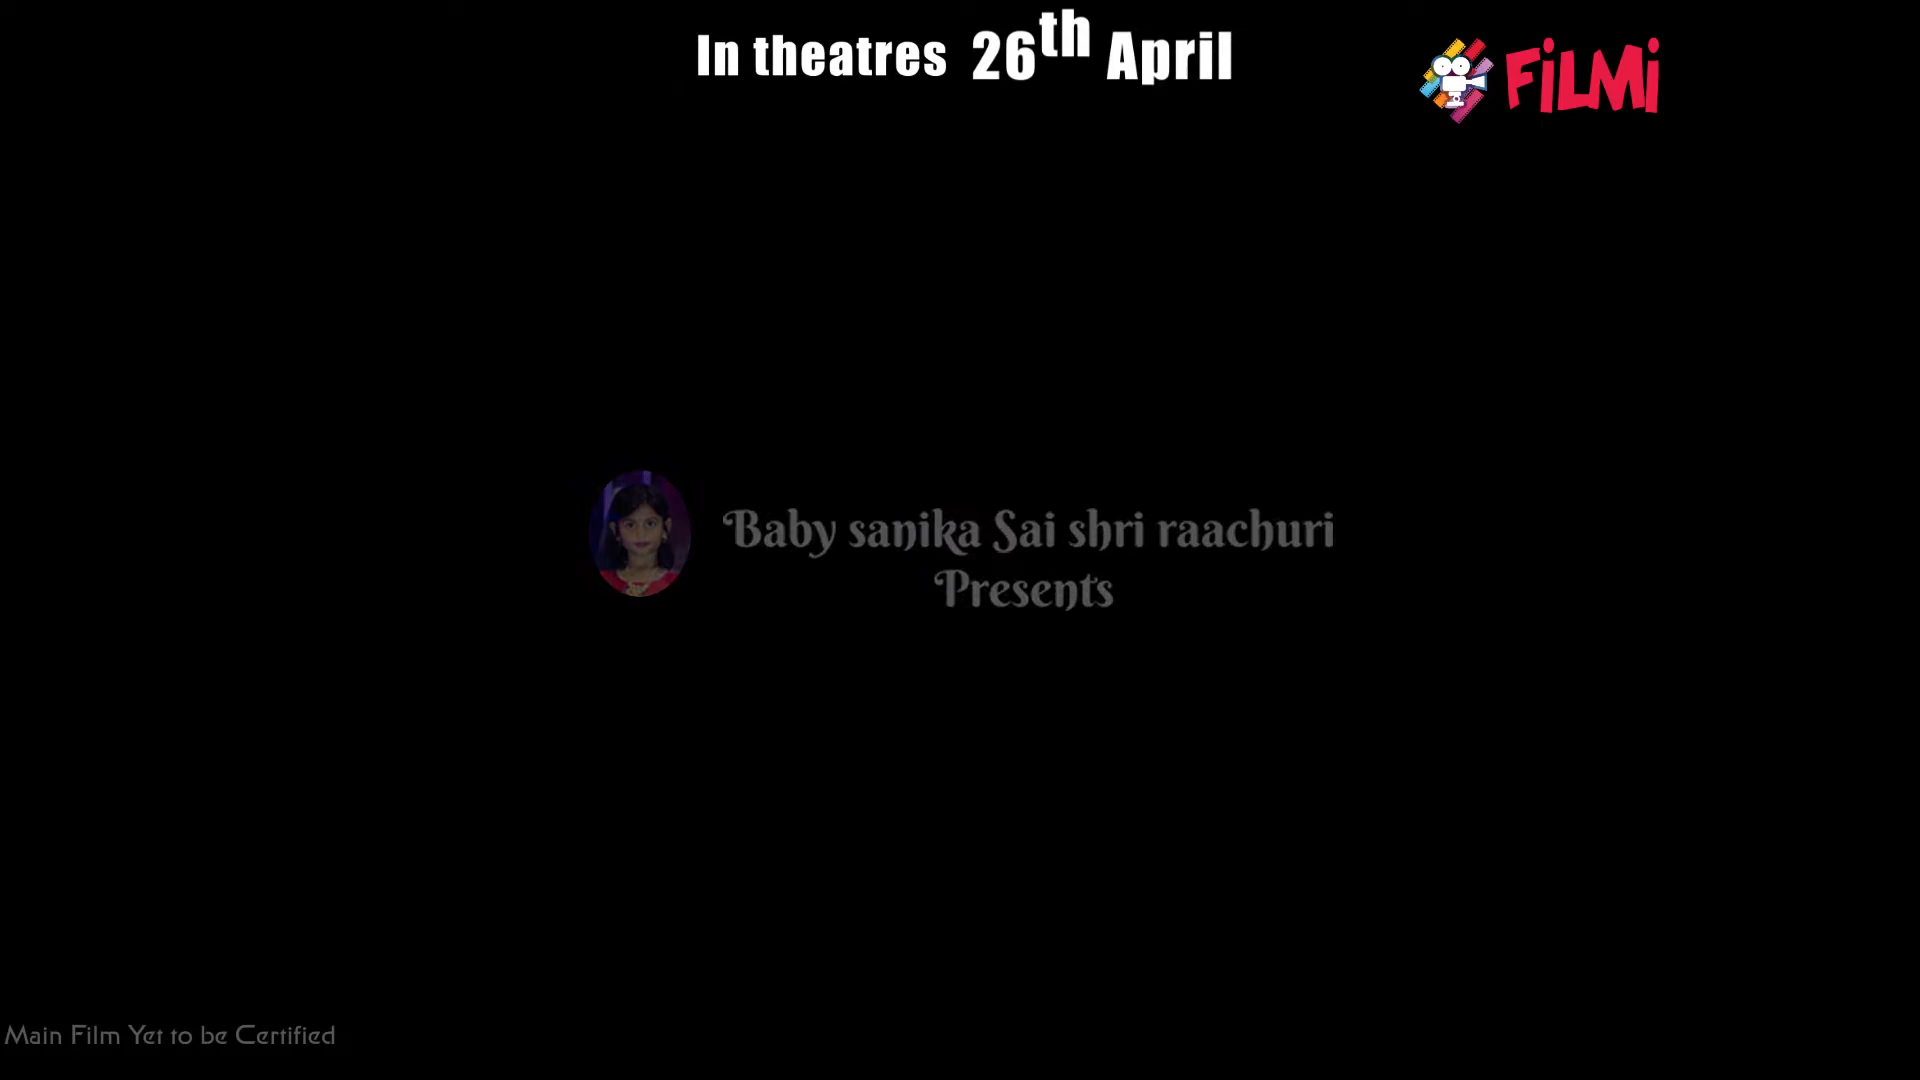 In theatres 26th April
FiLMi
Baby sanika Sai shri raachuri
Presents
Main Film Yet to be Certified